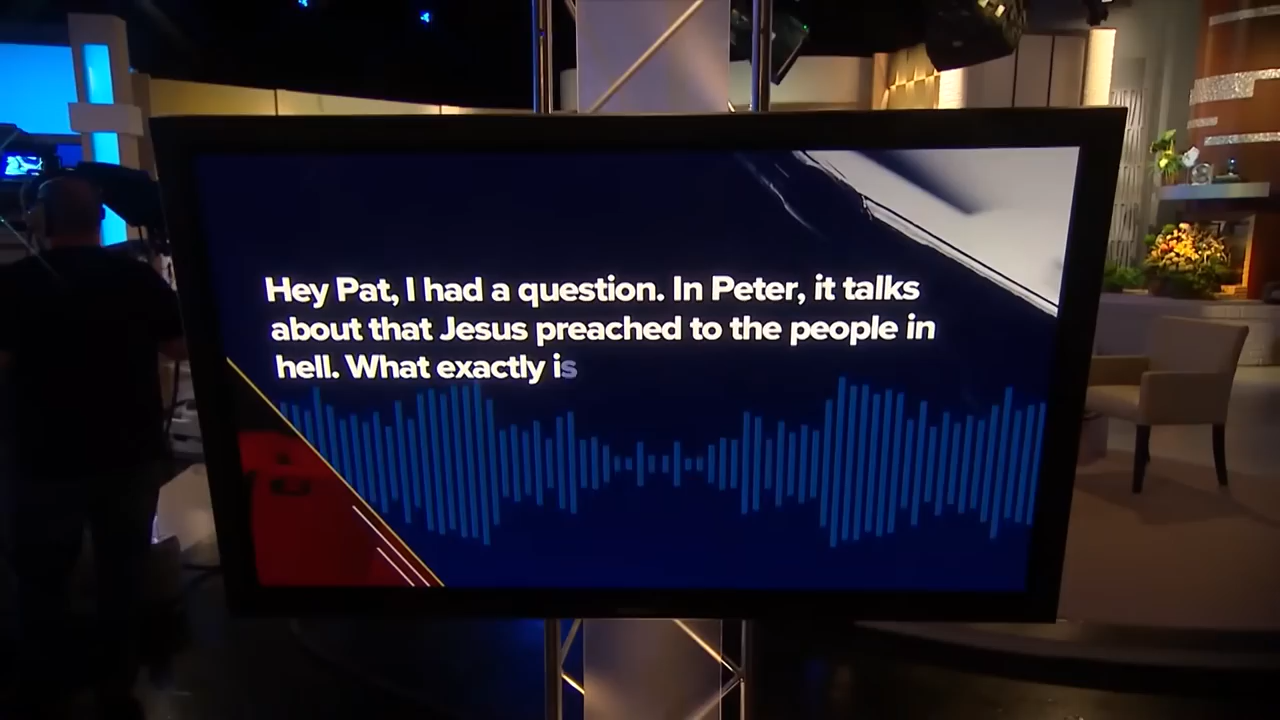 Hey Pat, I had a question. In Peter, it talks
about that Jesus preached to the people in
hell. What exactly is